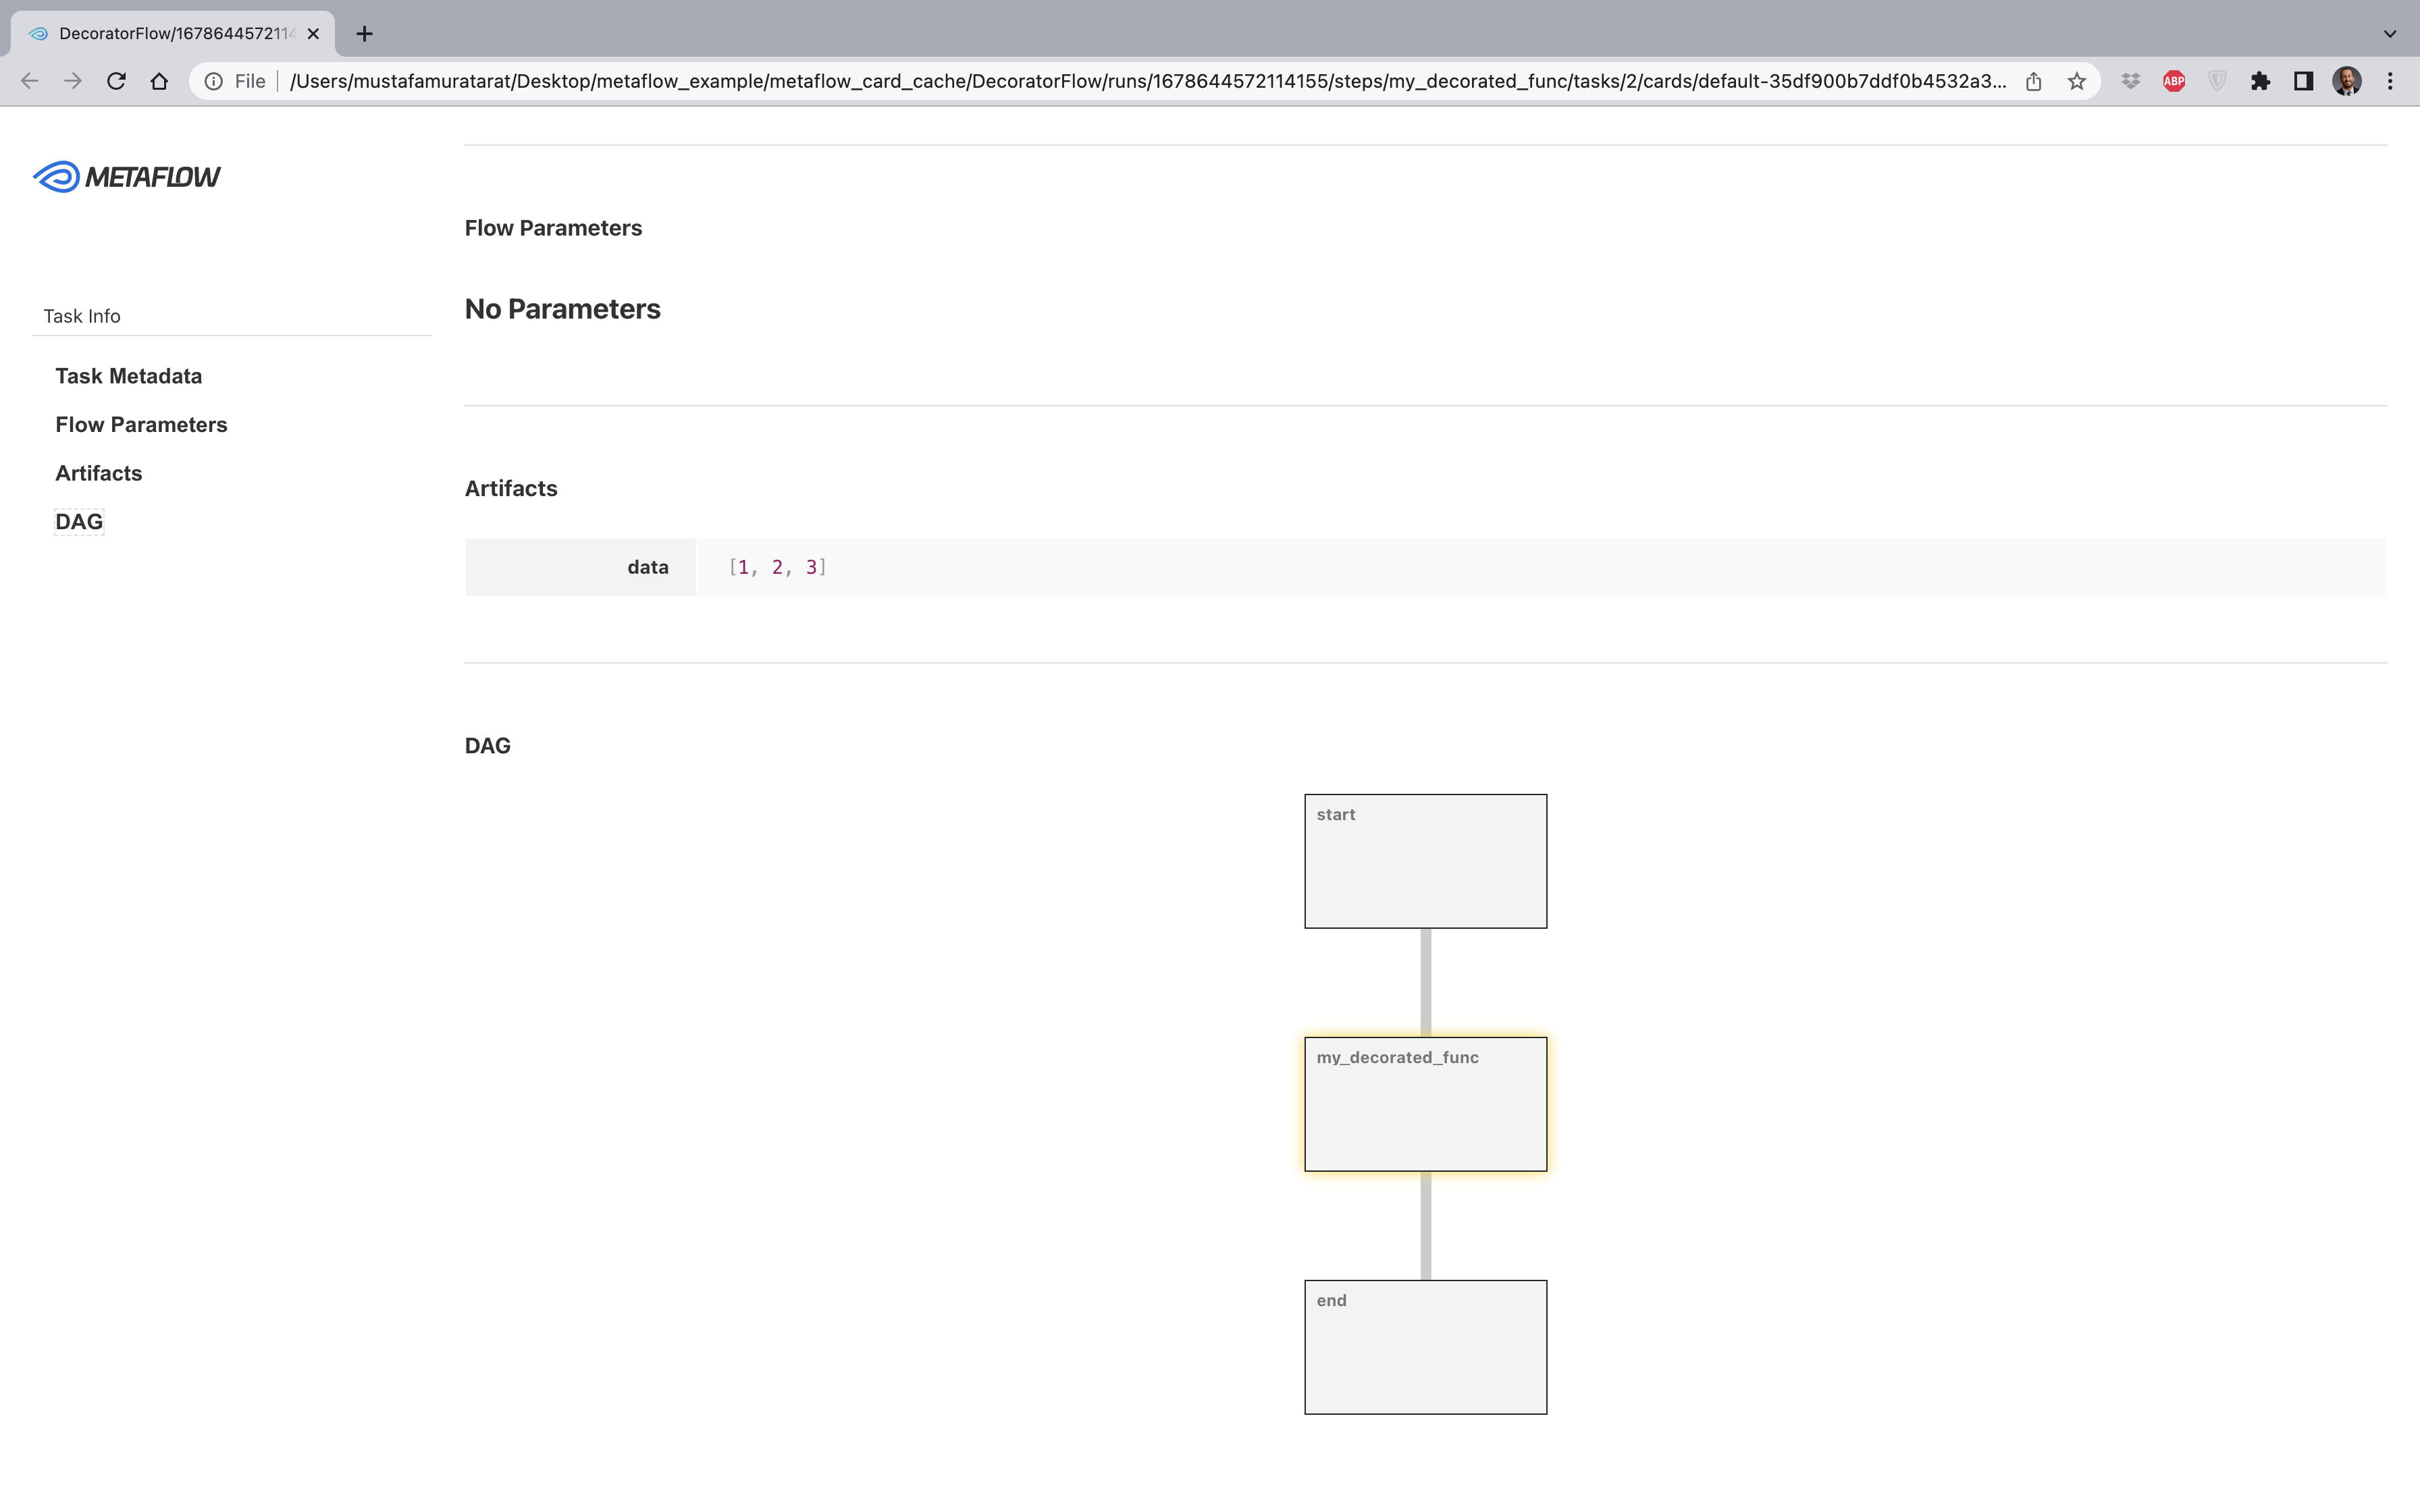 DecoratorFlow/1678644572114
File
/Users/mustafamuratarat/Desktop/metaflow_example/metaflow_card_cache/DecoratorFlow/runs/1678644572114155/steps/my_decorated_func/tasks/2/cards/default-35df900b7ddf0b4532a3...
ABP
METAFLOW
Task Info
Task Metadata
Flow Parameters
Artifacts
DAG
Flow Parameters
No Parameters
Artifacts
data [1, 2, 3]
DAG
start
my_decorated_func
end